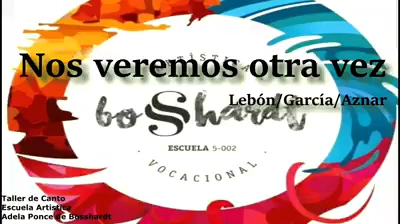 Nos veremos otra vez
Lebón/García/Aznar
ESCUELA 5-002
VOCACIONAL
Taller de Canto
Escuela Artística
Adela Ponce de Bosshardt